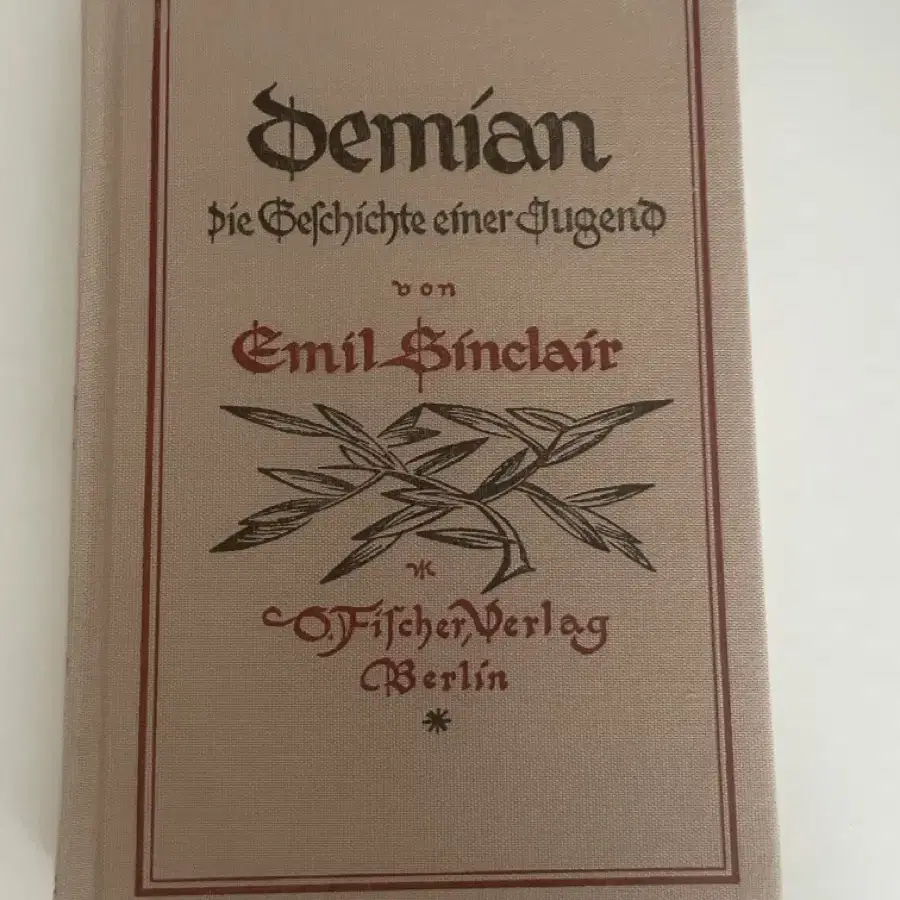 Demian
Die Geſchichte einer Jugend
von
Emil Sinclair
S. Fiſcher, Verlag
Berlin
*